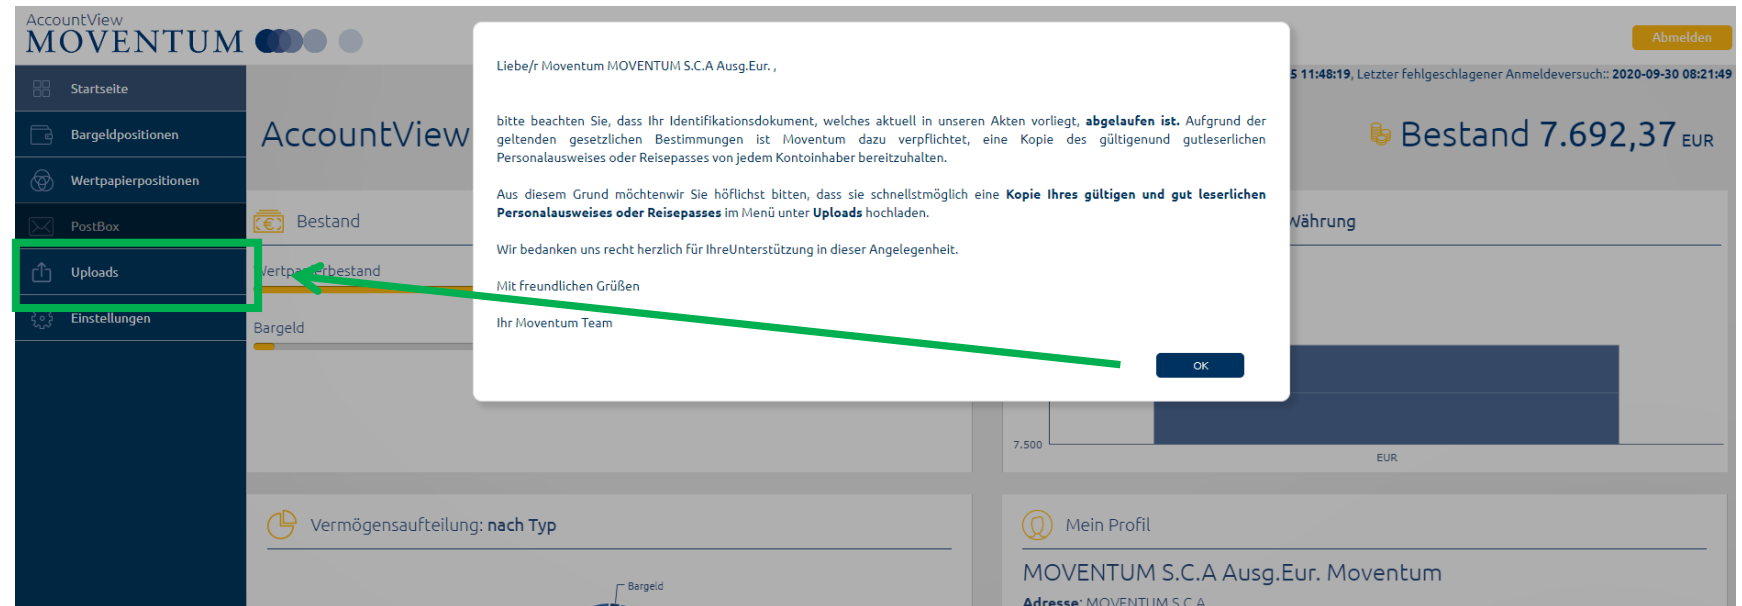 AccountView
MOVENTUM
Abmelden
5 11:48:19, Letzter fehlgeschlagener Anmeldeversuch:: 2020-09-30 08:21:49
Startseite
Bargeldpositionen
Wertpapierpositionen
PostBox
Uploads
Einstellungen
AccountView
Bestand 7.692,37 EUR
Liebe/r Moventum MOVENTUM S.C.A Ausg.Eur. ,
bitte beachten Sie, dass Ihr Identifikationsdokument, welches aktuell in unseren Akten vorliegt, abgelaufen ist. Aufgrund der
geltenden gesetzlichen Bestimmungen ist Moventum dazu verpflichtet, eine Kopie des gültigenund gutleserlichen
Personalausweises oder Reisepasses von jedem Kontoinhaber bereitzuhalten.
Aus diesem Grund möchtenwir Sie höflichst bitten, dass sie schnellstmöglich eine Kopie Ihres gültigen und gut leserlichen
Personalausweises oder Reisepasses im Menü unter Uploads hochladen.
Wir bedanken uns recht herzlich für IhreUnterstützung in dieser Angelegenheit.
Mit freundlichen Grüßen
Ihr Moventum Team
OK
Bestand
Wertpapierbestand
Bargeld
Währung
7.500
EUR
Vermögensaufteilung: nach Typ
Bargeld
Mein Profil
MOVENTUM S.C.A Ausg.Eur. Moventum
Adresse: MOVENTUM S.C.A